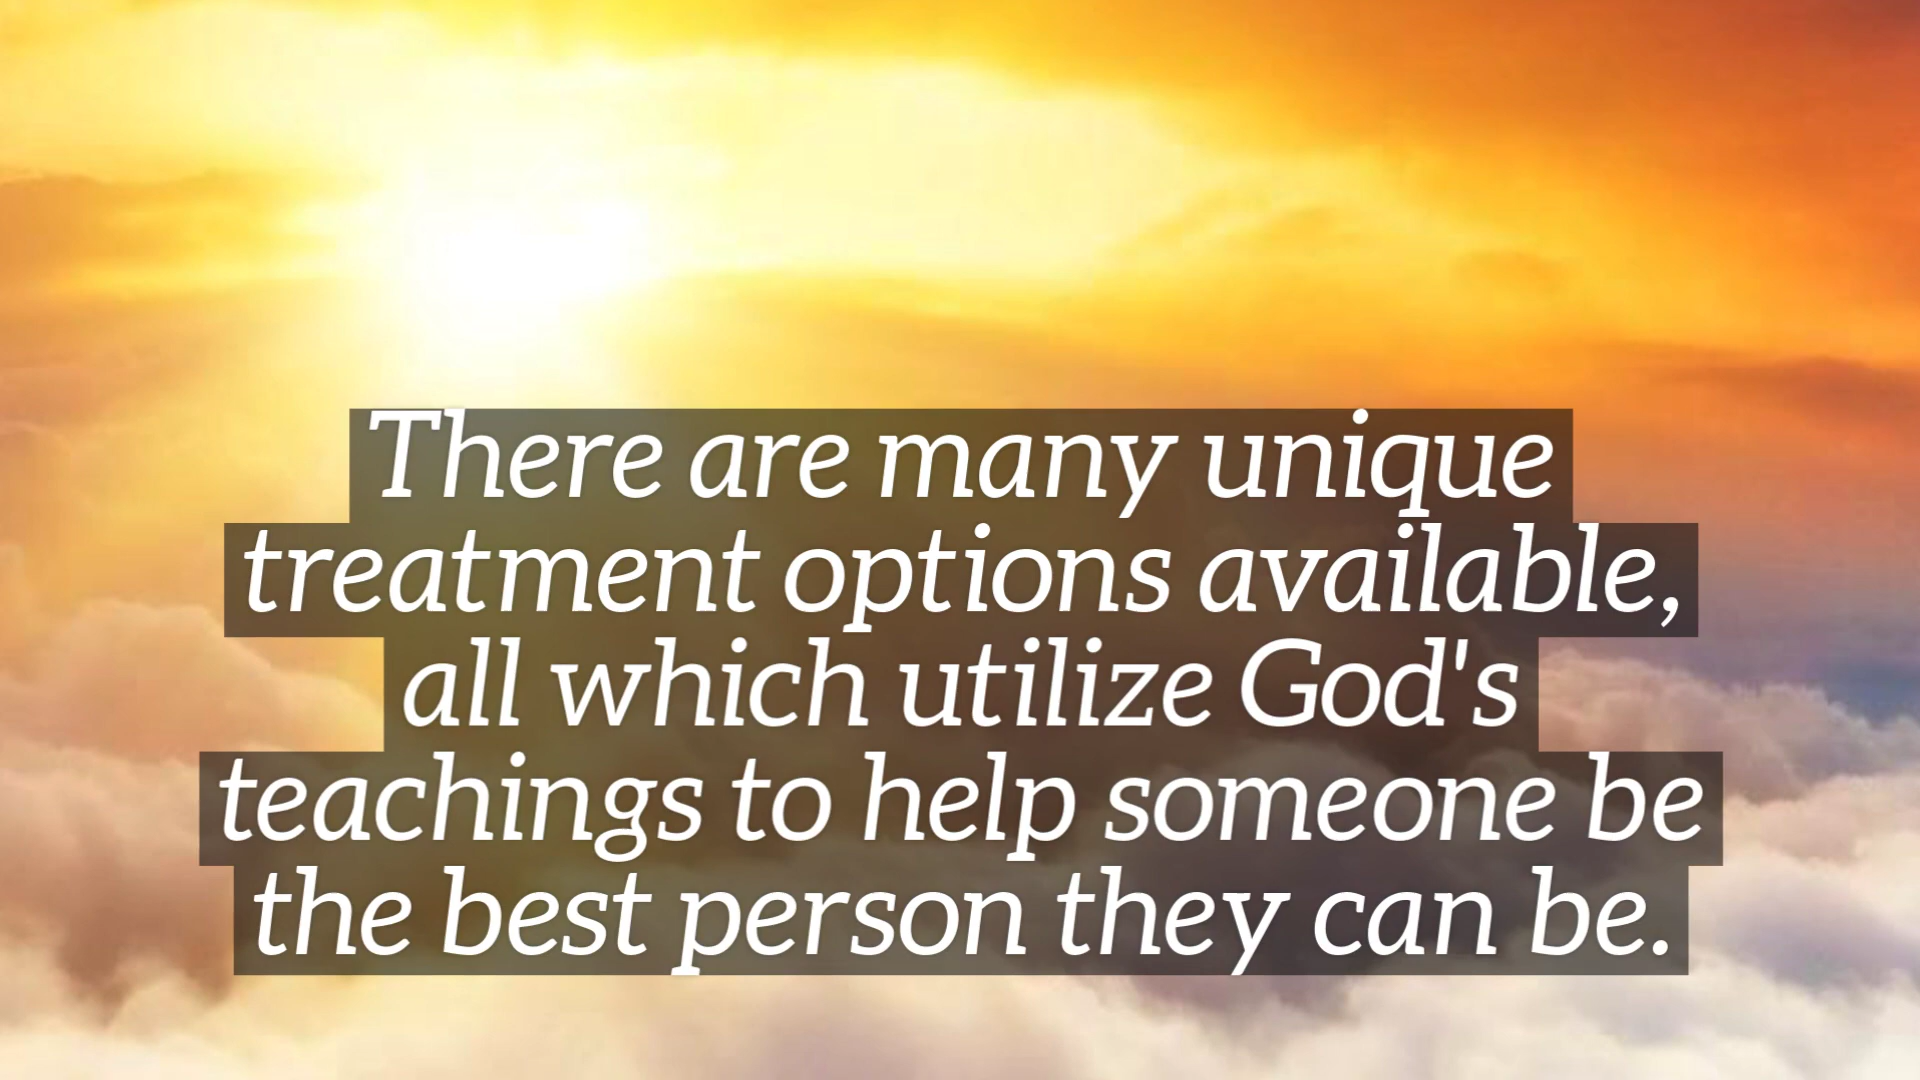 There are many unique
treatment options available,
all which utilize God's
teachings to help someone be
the best person they can be.